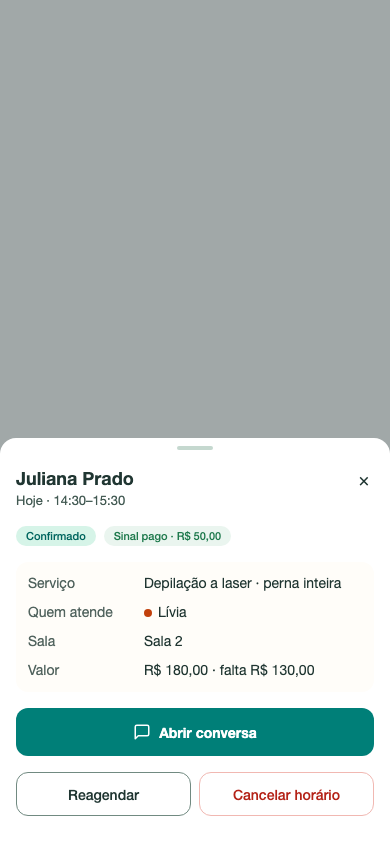 Juliana Prado
Hoje · 14:30–15:30
Confirmado
Sinal pago · R$ 50,00
Serviço Depilação a laser · perna inteira
Quem atende Lívia
Sala Sala 2
Valor R$ 180,00 · falta R$ 130,00
Abrir conversa
Reagendar
Cancelar horário